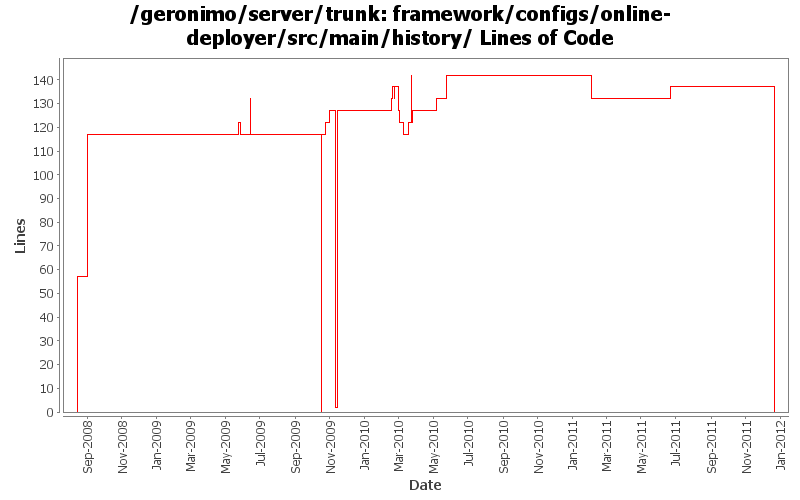 /geronimo/server/trunk: framework/configs/online-
deployer/src/main/history/ Lines of Code
140
130
120
110
100
90
80
70
60
50
40
30
20
10
0
Lines
Sep-2008
Nov-2008
Jan-2009
Mar-2009
May-2009
Jul-2009
Sep-2009
Nov-2009
Jan-2010
Mar-2010
May-2010
Jul-2010
Sep-2010
Nov-2010
Jan-2011
Mar-2011
May-2011
Jul-2011
Sep-2011
Nov-2011
Jan-2012
Date